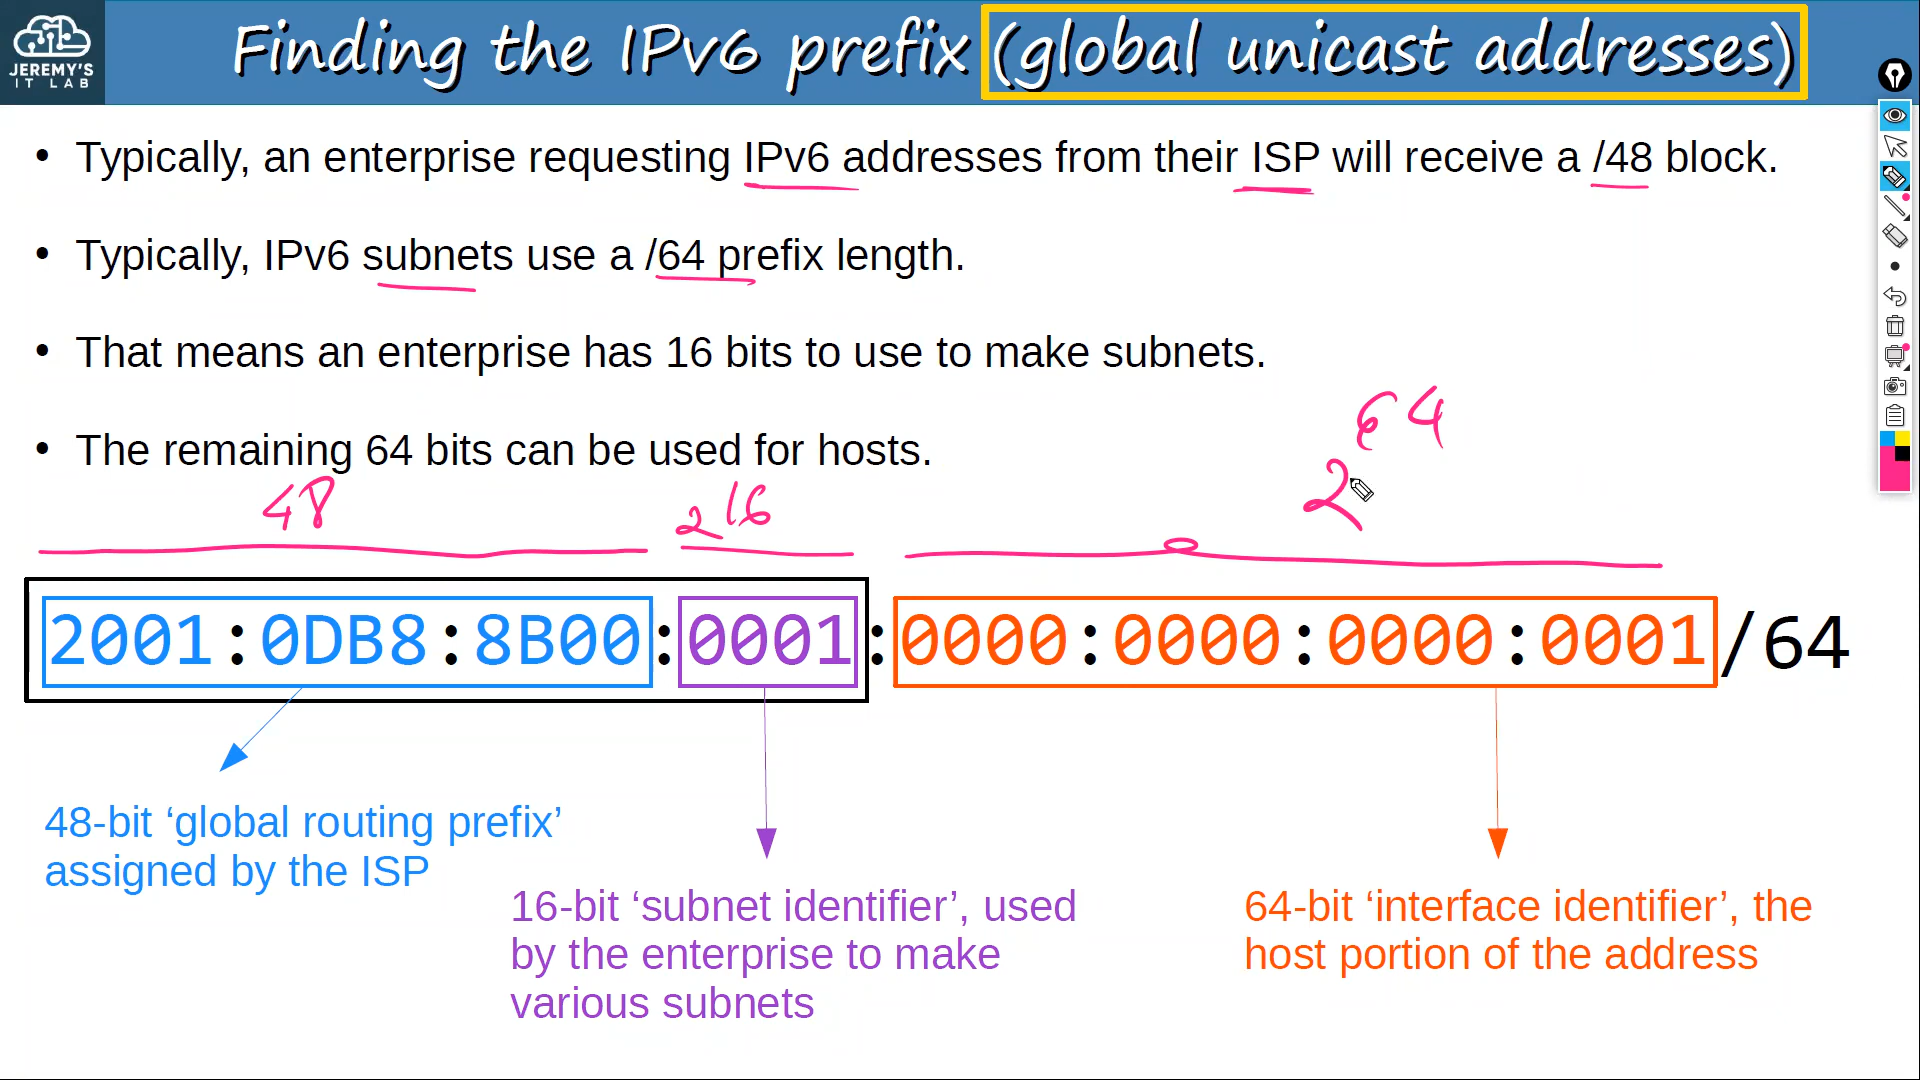 JEREMY'S
IT LAB
Finding the IPv6 prefix (global unicast addresses)
• Typically, an enterprise requesting IPv6 addresses from their ISP will receive a /48 block.
• Typically, IPv6 subnets use a /64 prefix length.
• That means an enterprise has 16 bits to use to make subnets.
• The remaining 64 bits can be used for hosts.
48
2 16
2 64
2001:0DB8:8B00:0001:0000:0000:0000:0001/64
48-bit ‘global routing prefix’
assigned by the ISP
16-bit ‘subnet identifier’, used
by the enterprise to make
various subnets
64-bit ‘interface identifier’, the
host portion of the address